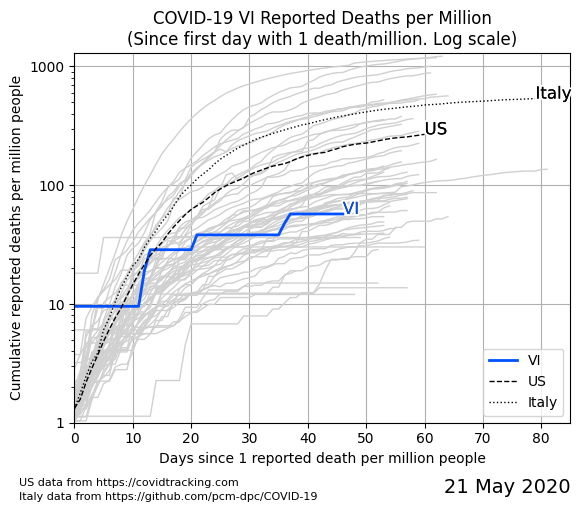 COVID-19 VI Reported Deaths per Million
(Since first day with 1 death/million. Log scale)
Cumulative reported deaths per million people
1000
100
10
1
Italy
US
VI
VI
US
Italy
0 10 20 30 40 50 60 70 80
Days since 1 reported death per million people
US data from https://covidtracking.com
Italy data from https://github.com/pcm-dpc/COVID-19
21 May 2020